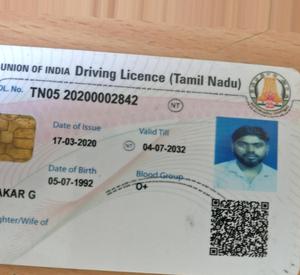 UNION OF INDIA Driving Licence (Tamil Nadu)
DL. No. TN05 20200002842
NT
Date of Issue Valid Till
17-03-2020 04-07-2032
NT
Date of Birth Blood Group
05-07-1992 O+
AKAR G
ghter/Wife of